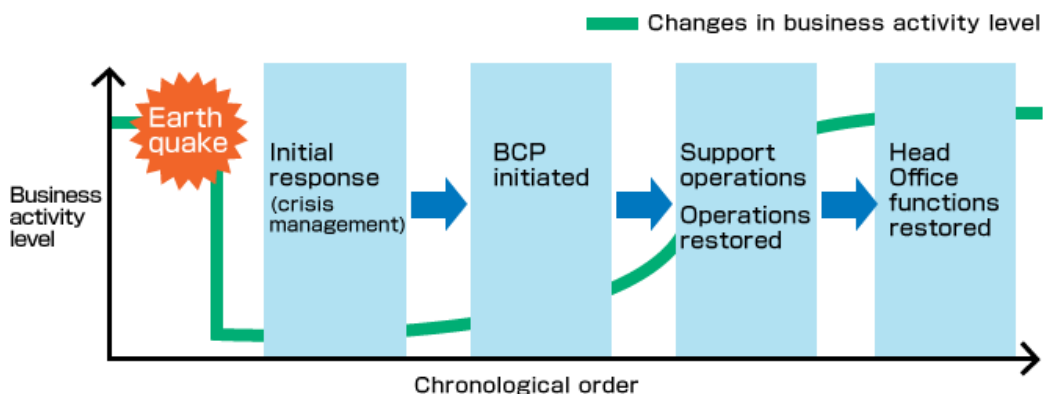 Changes in business activity level
Business
activity
level
Earth
quake
Initial
response
(crisis
management)
BCP
initiated
Support
operations
Operations
restored
Head
Office
functions
restored
Chronological order